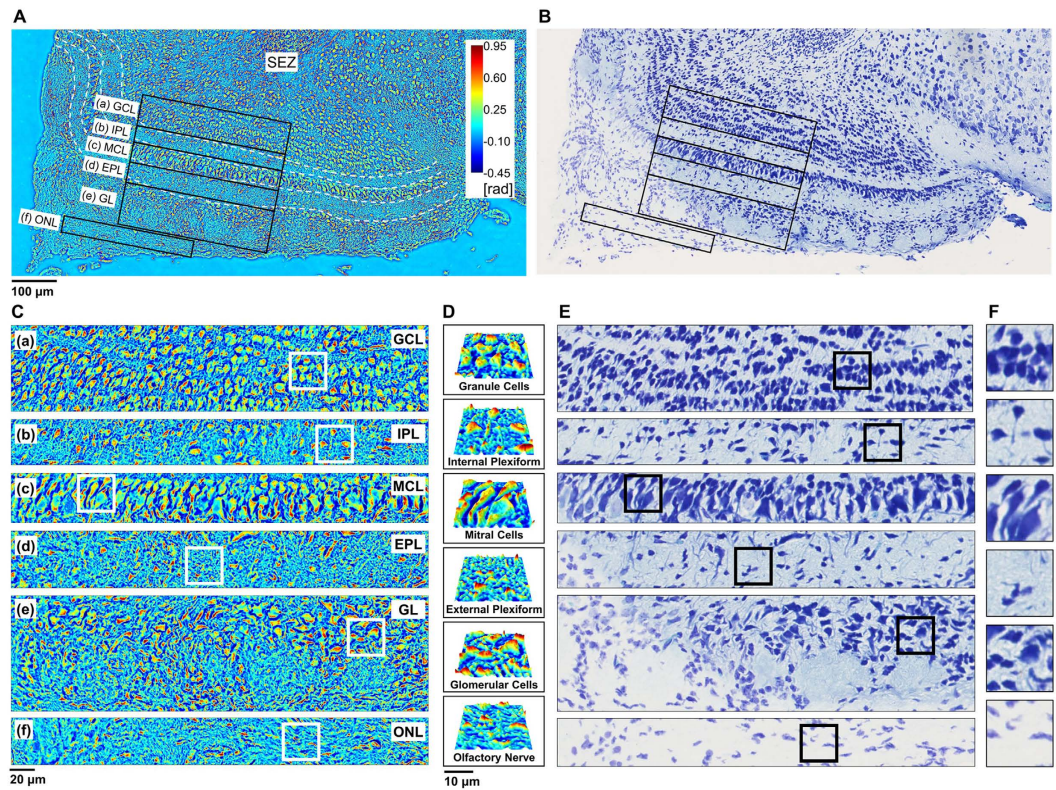 A
B
SEZ
0.95
0.60
0.25
-0.10
-0.45
[rad]
(a) GCL
(b) IPL
(c) MCL
(d) EPL
(e) GL
(f) ONL
100 µm
C
D
E
F
(a)
GCL
Granule Cells
(b)
IPL
Internal Plexiform
(c)
MCL
Mitral Cells
(d)
EPL
External Plexiform
(e)
GL
Glomerular Cells
(f)
ONL
Olfactory Nerve
20 µm
10 µm